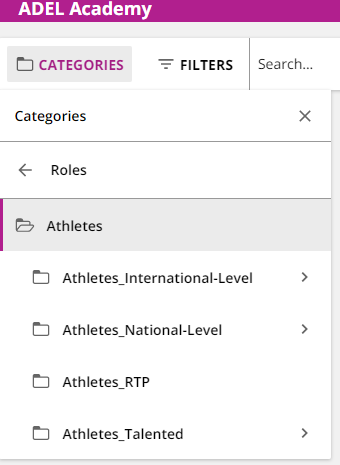 ADEL Academy
CATEGORIES
FILTERS
Search...
Categories
Roles
Athletes
Athletes_International-Level
Athletes_National-Level
Athletes_RTP
Athletes_Talented